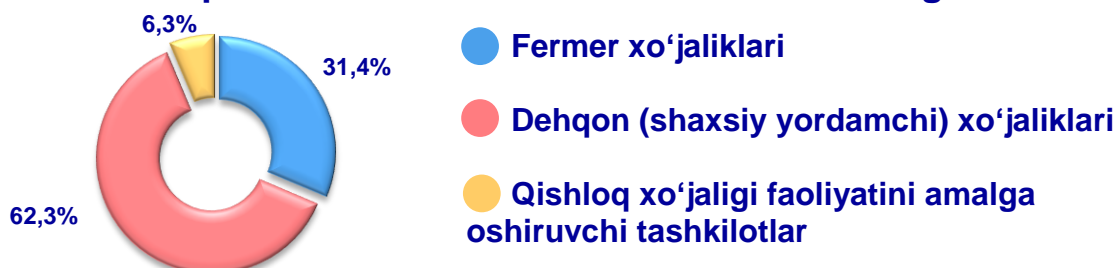 6,3%
31,4%
62,3%
Fermer xo‘jaliklari
Dehqon (shaxsiy yordamchi) xo‘jaliklari
Qishloq xo‘jaligi faoliyatini amalga
oshiruvchi tashkilotlar